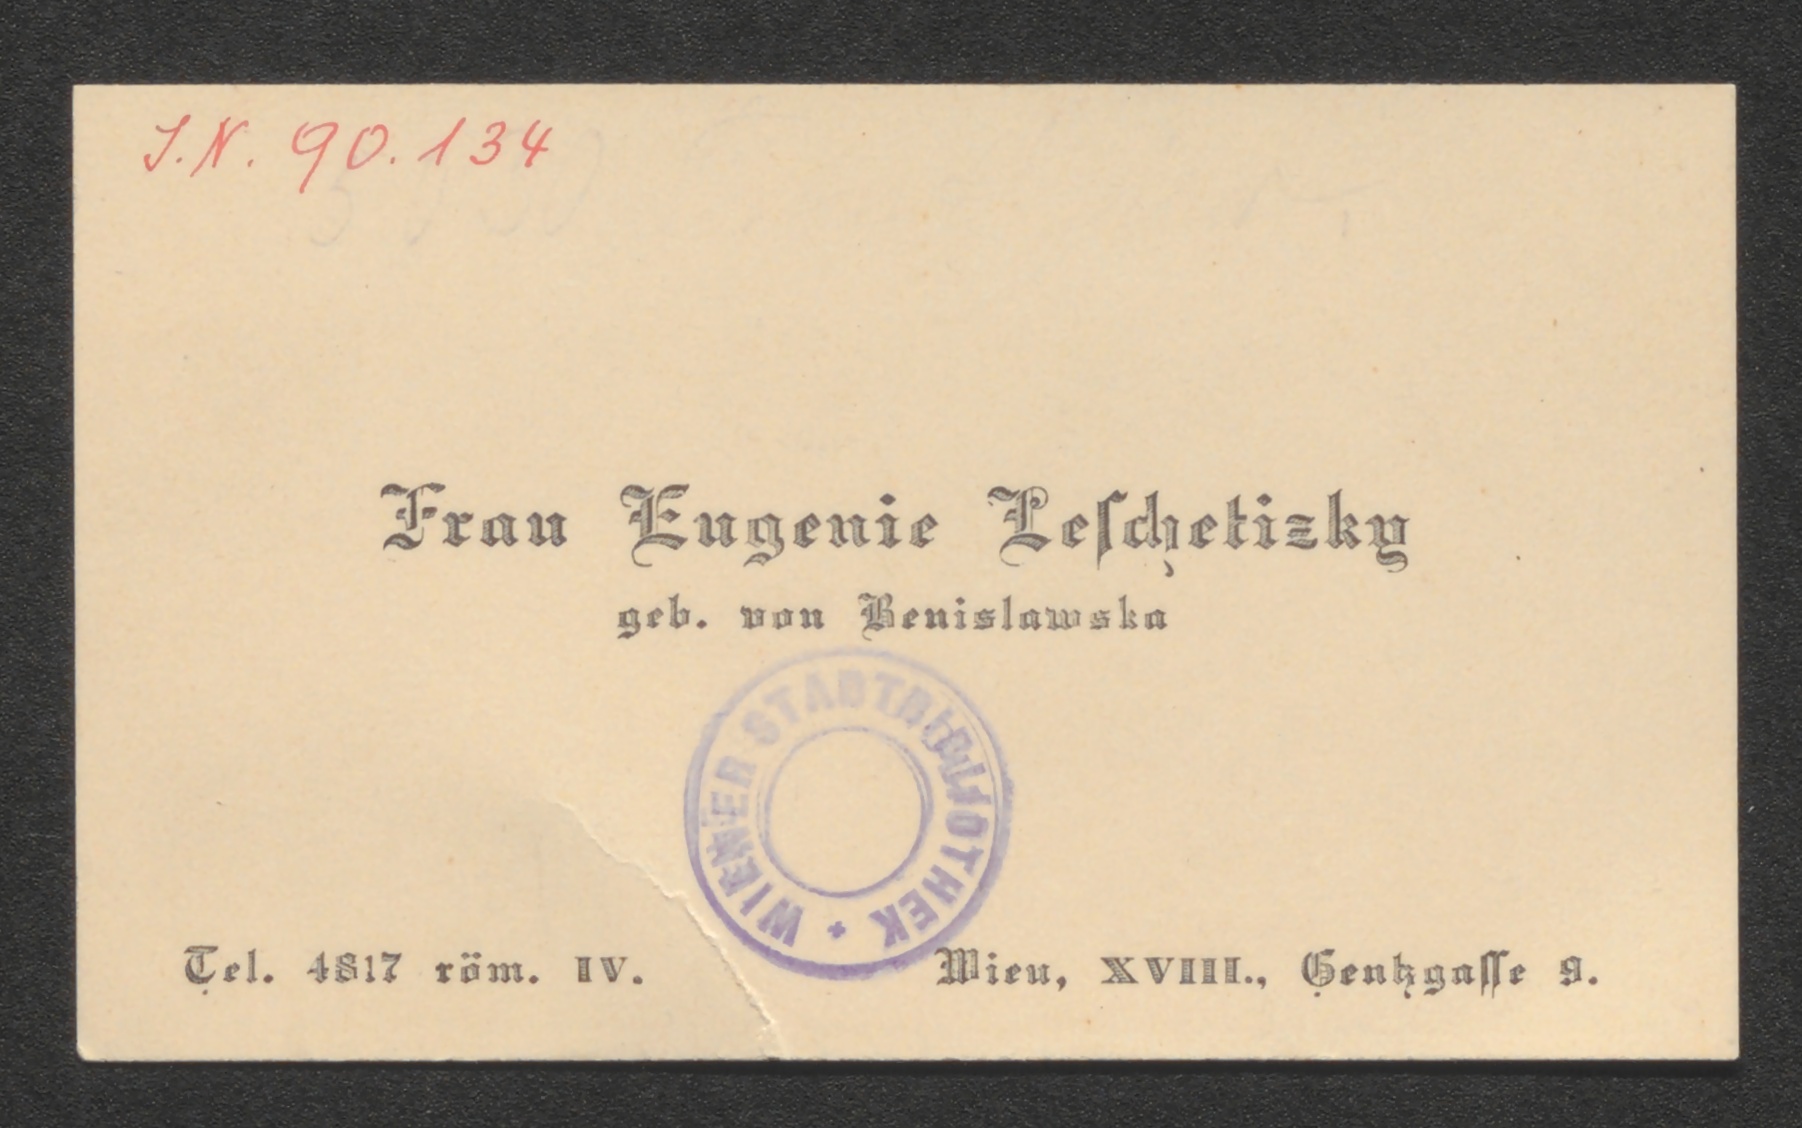 J.N. 90.134
Frau Eugenie Leſchetizky
geb. von Benislawska
WIENER STADTBIBLIOTHEK *
Tel. 4817 röm. IV.
Wien, XVIII., Gentzgaſſe 9.